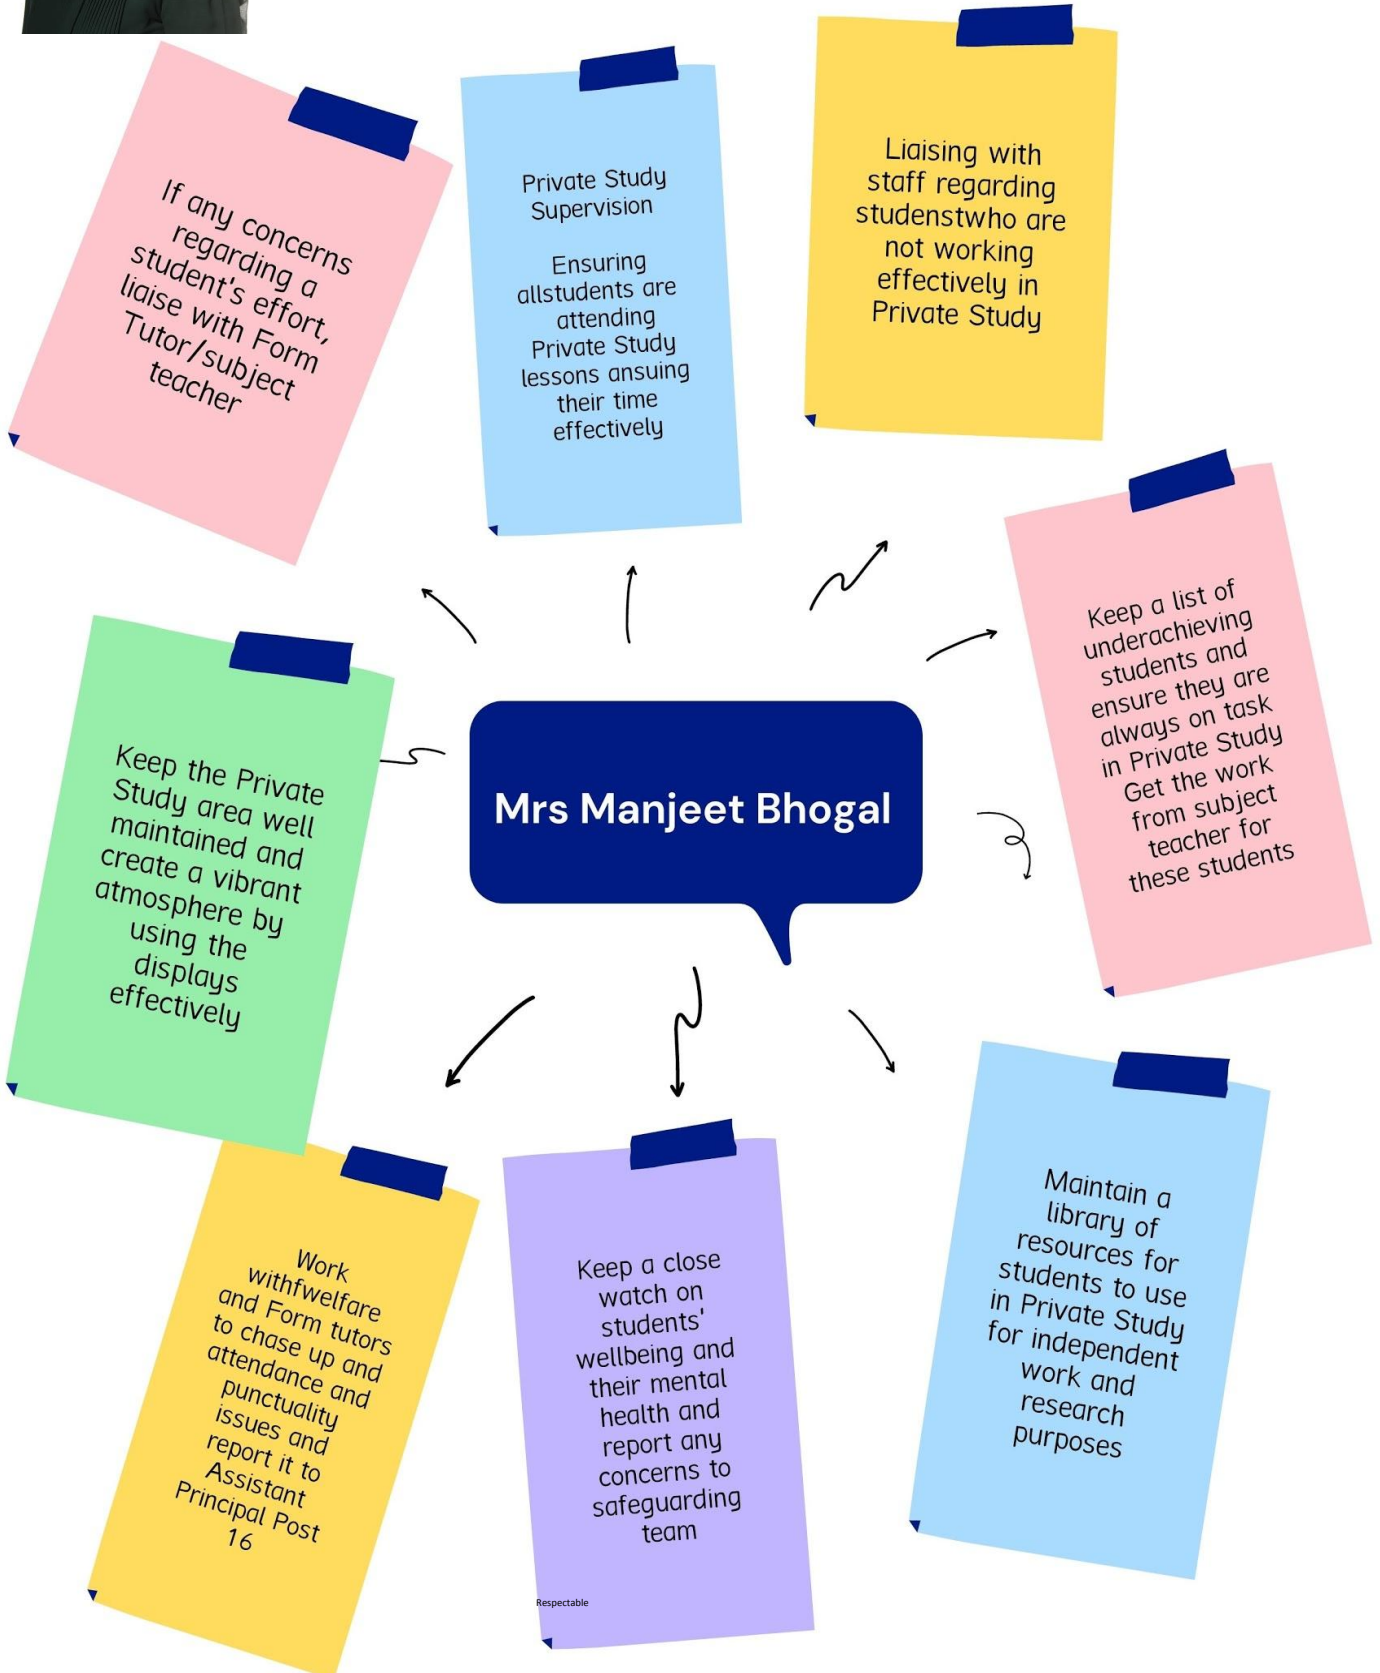 If any concerns
regarding a
student's effort,
liaise with Form
Tutor/subject
teacher
Private Study
Supervision
Ensuring
allstudents are
attending
Private Study
lessons ansuing
their time
effectively
Liaising with
staff regarding
studenstwho are
not working
effectively in
Private Study
Keep a list of
underachieving
students and
ensure they are
always on task
in Private Study
Get the work
from subject
teacher for
these students
Mrs Manjeet Bhogal
Keep the Private
Study area well
maintained and
create a vibrant
atmosphere by
using the
displays
effectively
Work
withfwelfare
and Form tutors
to chase up and
attendance and
punctuality
issues and
report it to
Assistant
Principal Post
16
Keep a close
watch on
students'
wellbeing and
their mental
health and
report any
concerns to
safeguarding
team
Respectable
Maintain a
library of
resources for
students to use
in Private Study
for independent
work and
research
purposes